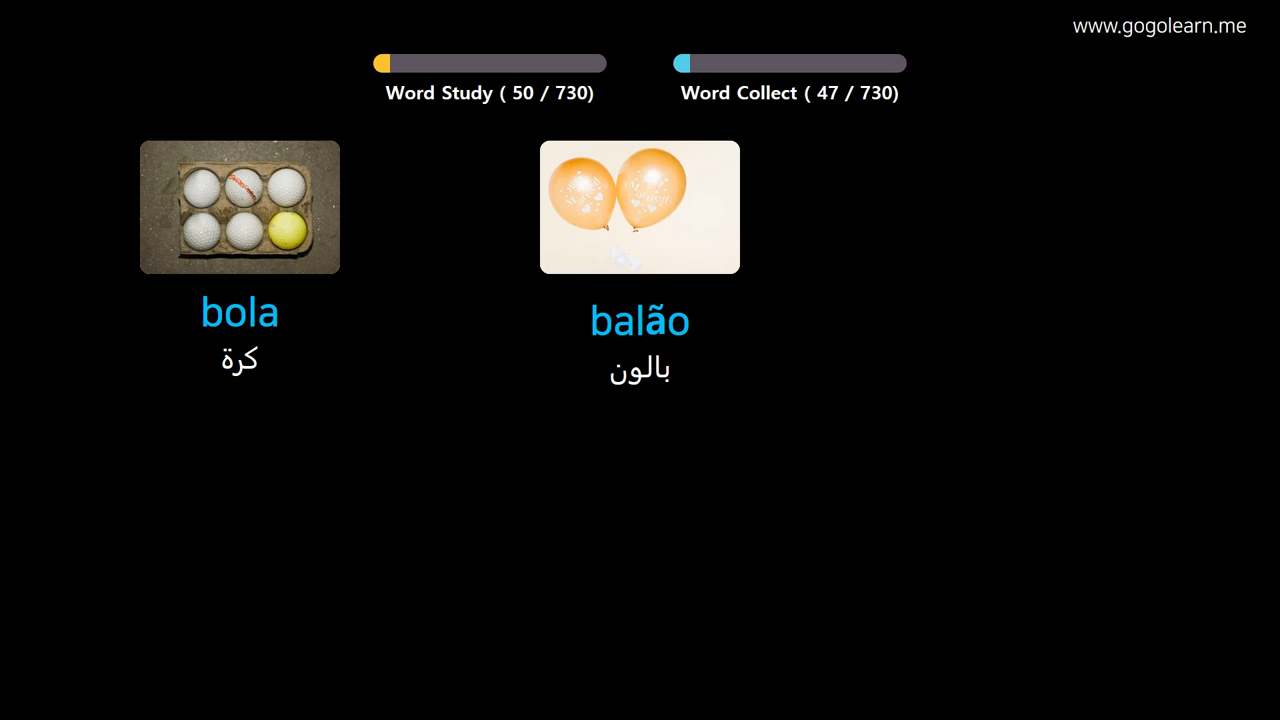 www.gogolearn.me
Word Study ( 50 / 730)
Word Collect ( 47 / 730)
bola
كرة
balão
بالون